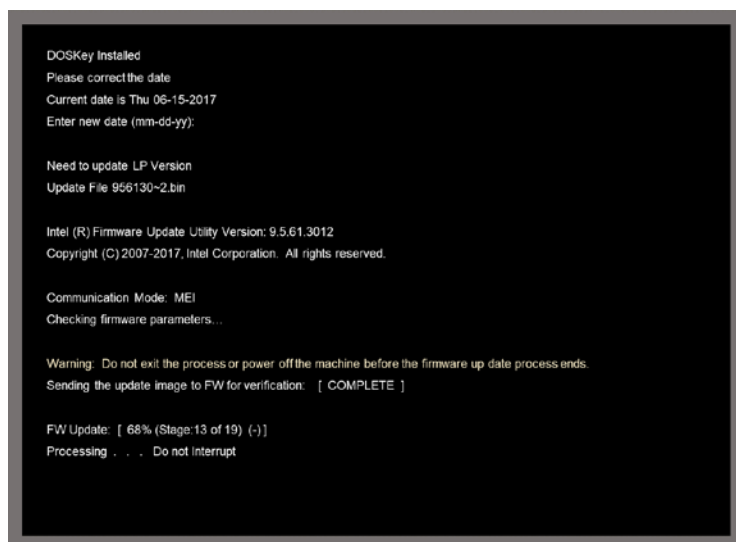 DOSKey Installed
Please correct the date
Current date is Thu 06-15-2017
Enter new date (mm-dd-yy):
Need to update LP Version
Update File 956130~2.bin
Intel (R) Firmware Update Utility Version: 9.5.61.3012
Copyright (C) 2007-2017, Intel Corporation. All rights reserved.
Communication Mode: MEI
Checking firmware parameters...
Warning: Do not exit the process or power off the machine before the firmware up date process ends.
Sending the update image to FW for verification: [ COMPLETE ]
FW Update: [ 68% (Stage:13 of 19) (-) ]
Processing . . . Do not Interrupt